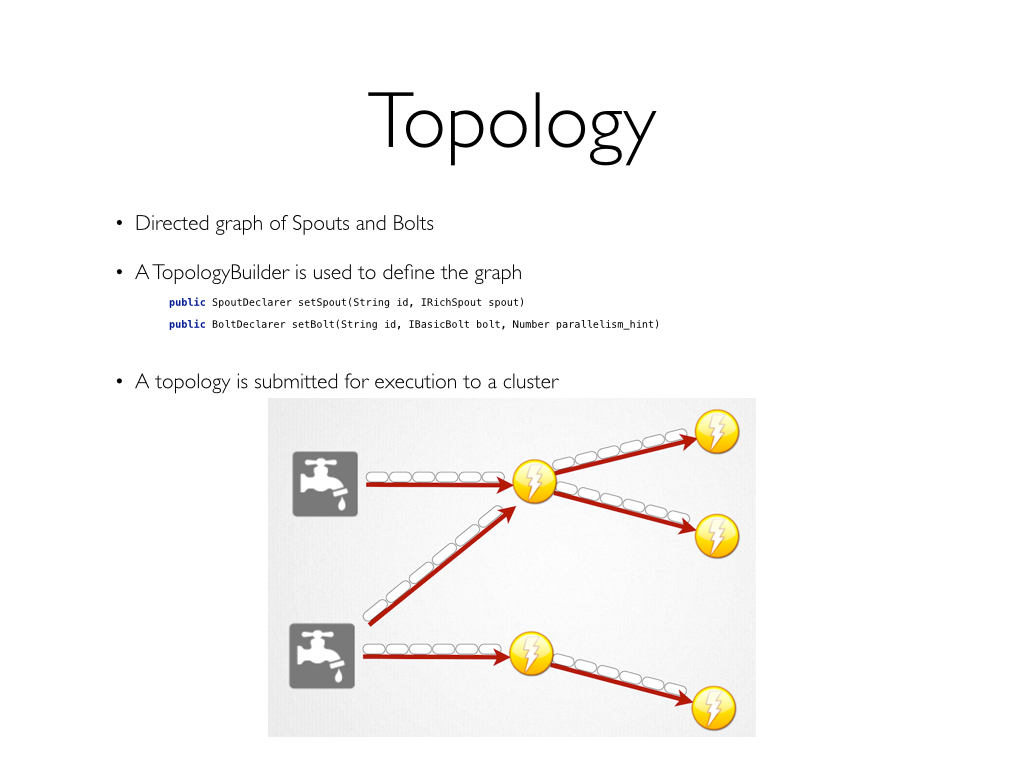 Topology
• Directed graph of Spouts and Bolts
• A TopologyBuilder is used to define the graph
public SpoutDeclarer setSpout(String id, IRichSpout spout)
public BoltDeclarer setBolt(String id, IBasicBolt bolt, Number parallelism_hint)
• A topology is submitted for execution to a cluster